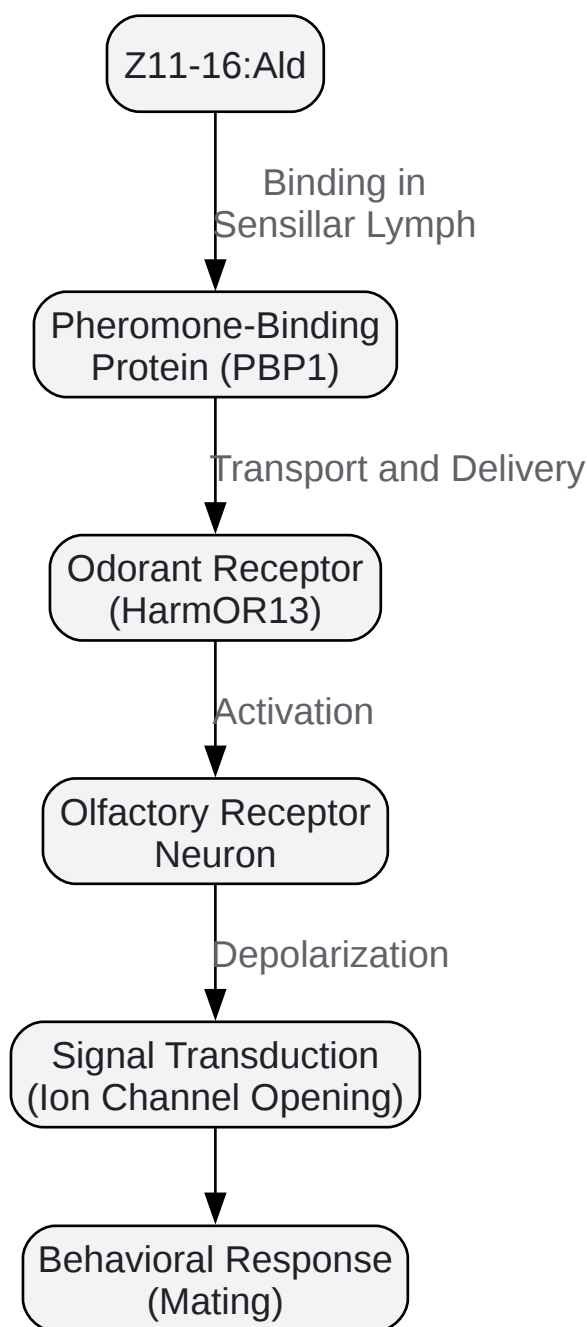 Z11-16:Ald
Binding in
Sensillar Lymph
Pheromone-Binding
Protein (PBP1)
Transport and Delivery
Odorant Receptor
(HarmOR13)
Activation
Olfactory Receptor
Neuron
Depolarization
Signal Transduction
(Ion Channel Opening)
Behavioral Response
(Mating)